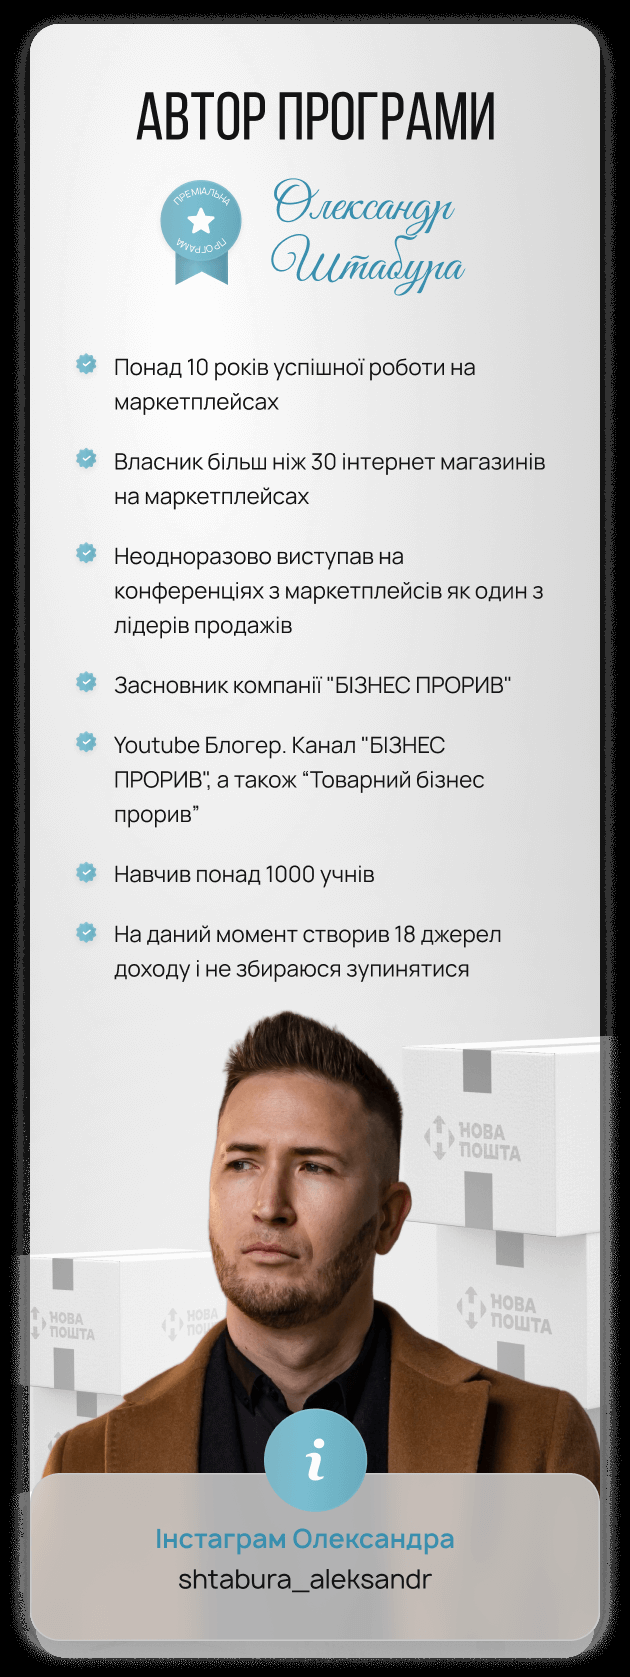 АВТОР ПРОГРАМИ
ПРЕМІАЛЬНА
ПРОГРАМА
Олександр
Штабура
Понад 10 років успішної роботи на
маркетплейсах
Власник більш ніж 30 інтернет магазинів
на маркетплейсах
Неодноразово виступав на
конференціях з маркетплейсів як один з
лідерів продажів
Засновник компанії "БІЗНЕС ПРОРИВ"
Youtube Блогер. Канал "БІЗНЕС
ПРОРИВ", а також “Товарний бізнес
прорив”
Навчив понад 1000 учнів
На даний момент створив 18 джерел
доходу і не збираюся зупинятися
НОВА
ПОШТА
НОВА
ПОШТА
НОВА
ПОШТА
НОВА
ПОШТА
i
Інстаграм Олександра
shtabura_aleksandr